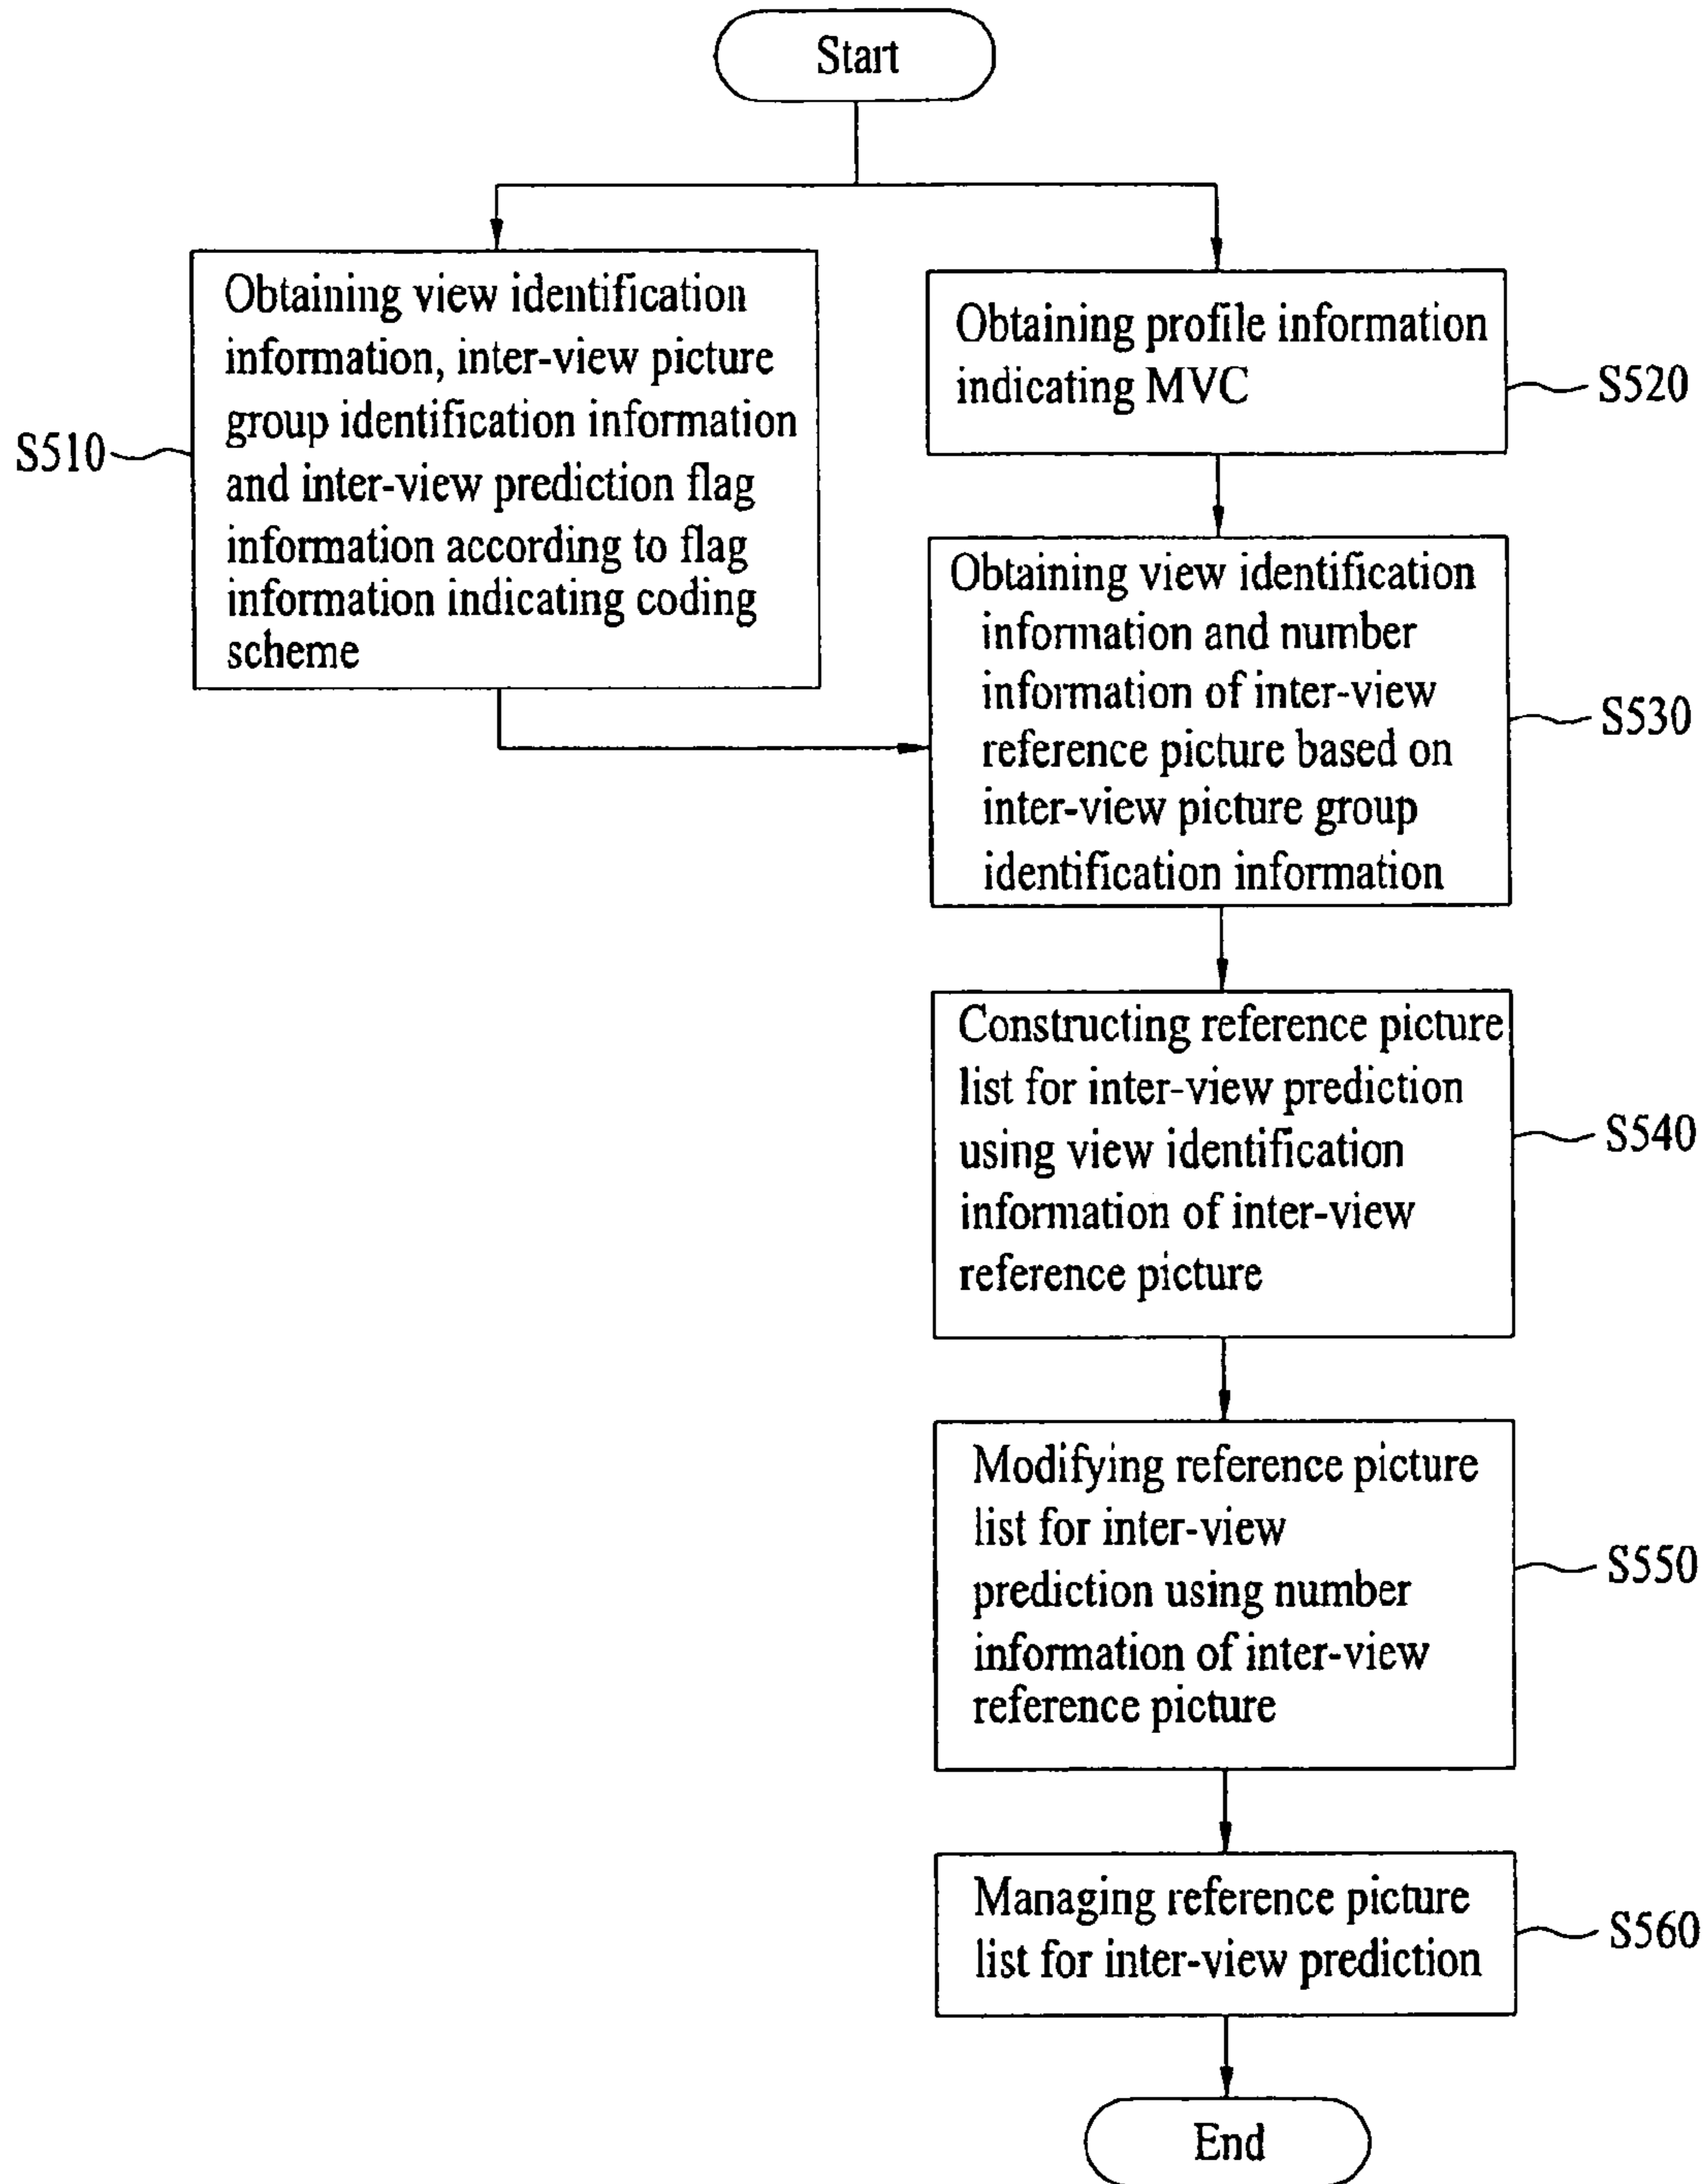 Start
Obtaining view identification
information, inter-view picture
group identification information
and inter-view prediction flag
information according to flag
information indicating coding
scheme
S510
Obtaining profile information
indicating MVC
S520
Obtaining view identification
information and number
information of inter-view
reference picture based on
inter-view picture group
identification information
S530
Constructing reference picture
list for inter-view prediction
using view identification
information of inter-view
reference picture
S540
Modifying reference picture
list for inter-view
prediction using number
information of inter-view
reference picture
S550
Managing reference picture
list for inter-view prediction
S560
End